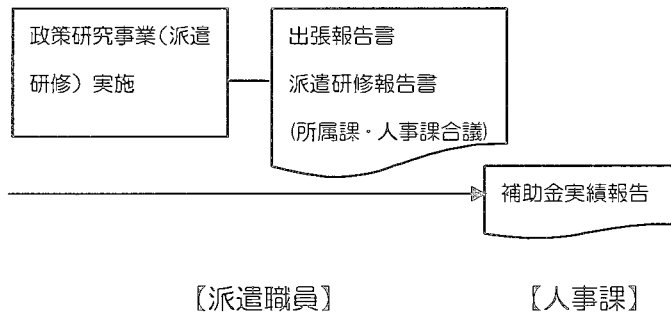 政策研究事業(派遣
研修)実施
出張報告書
派遣研修報告書
(所属課・人事課合議)
補助金実績報告
【派遣職員】
【人事課】